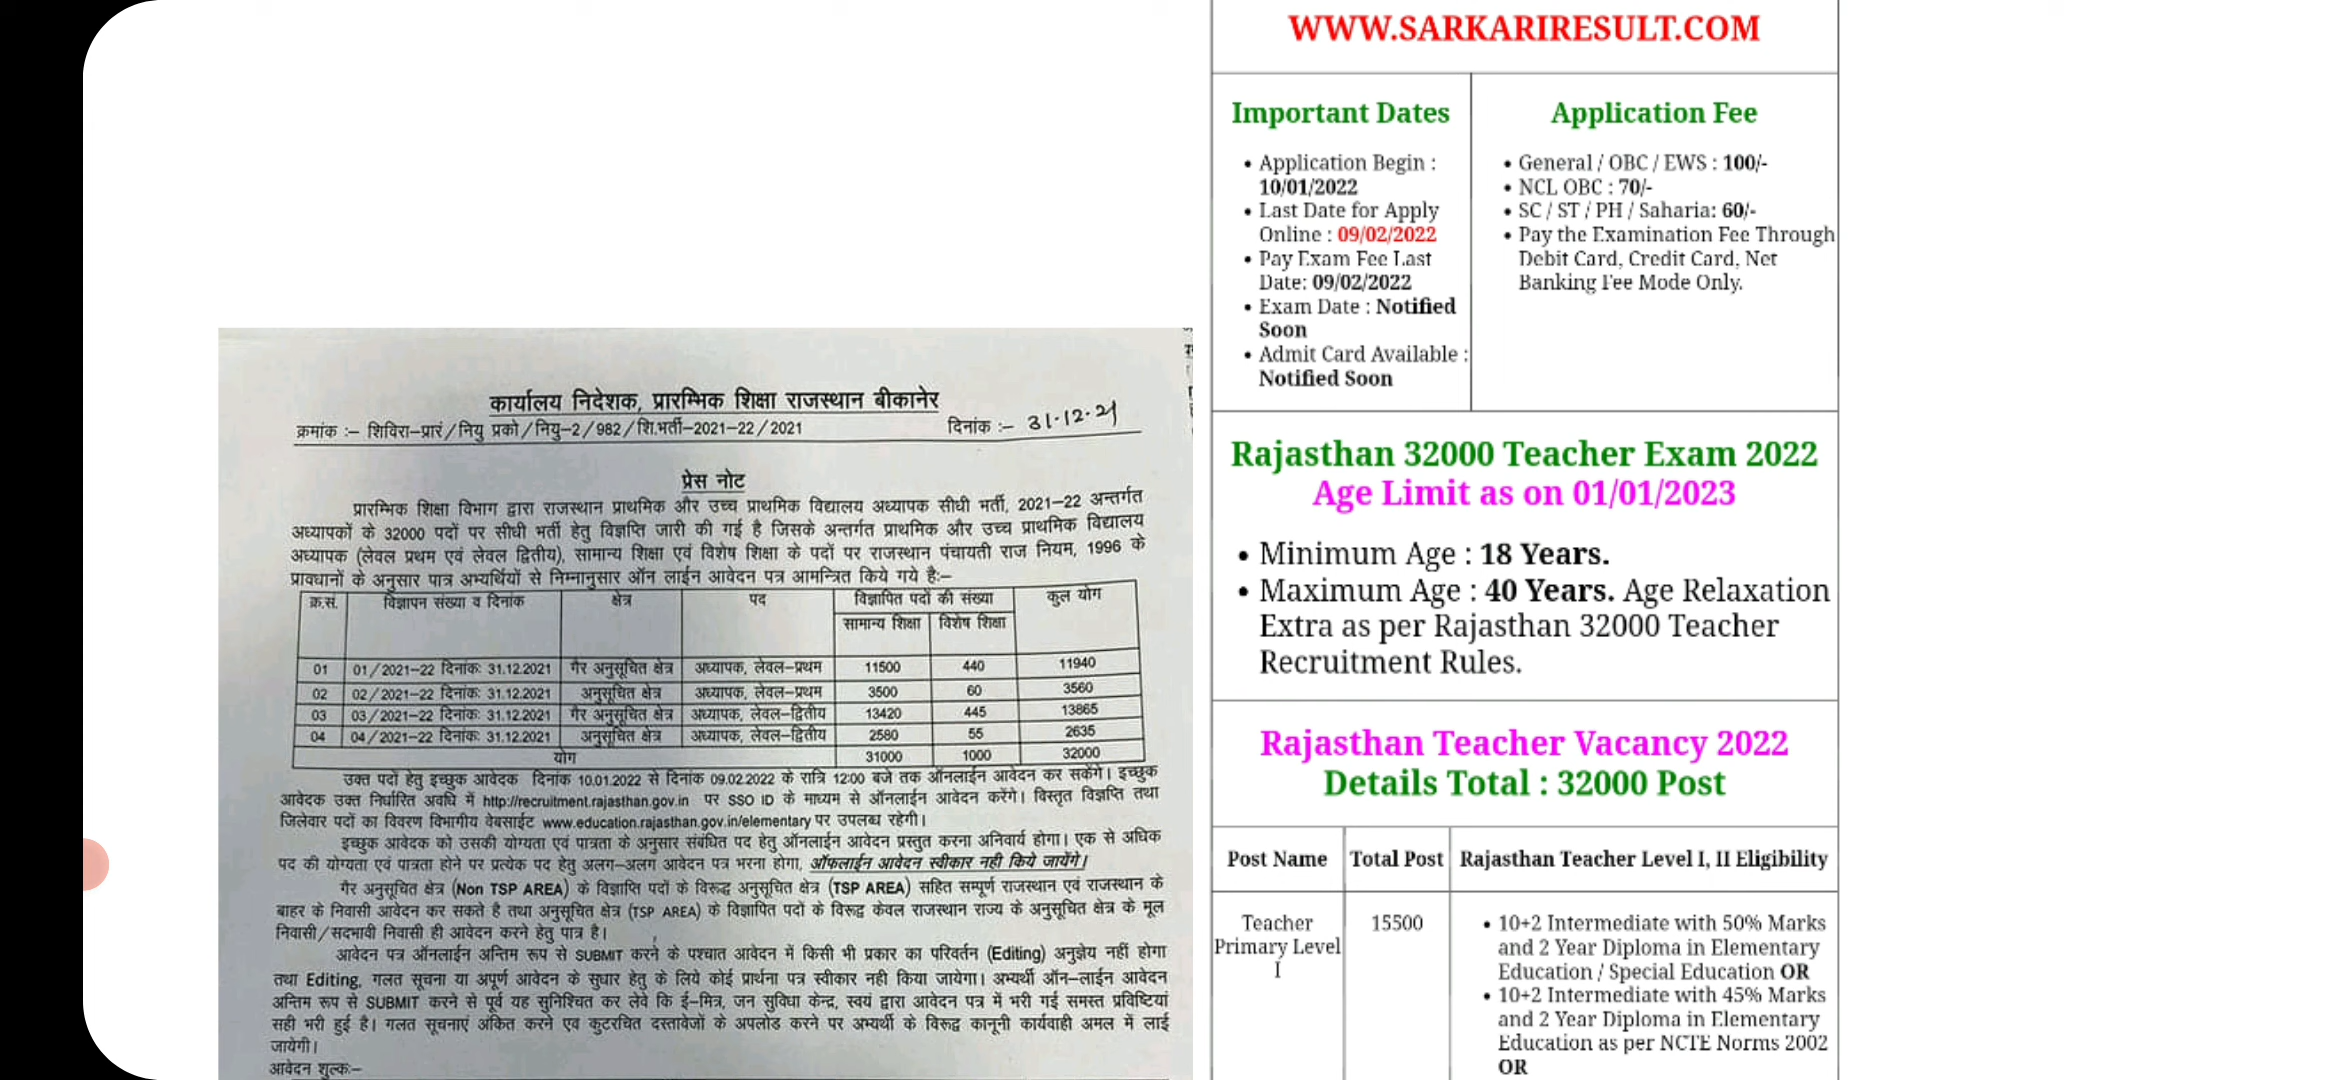 कार्यालय निदेशक, प्रारम्भिक शिक्षा राजस्थान बीकानेर
क्रमांक :– शिविरा–प्रारं/नियु प्रको/नियु–2/982/शि.भर्ती–2021–22/2021 दिनांक :– 31.12.21
प्रेस नोट
प्रारम्भिक शिक्षा विभाग द्वारा राजस्थान प्राथमिक और उच्च प्राथमिक विद्यालय अध्यापक सीधी भर्ती, 2021–22 अन्तर्गत
अध्यापकों के 32000 पदों पर सीधी भर्ती हेतु विज्ञप्ति जारी की गई है जिसके अन्तर्गत प्राथमिक और उच्च प्राथमिक विद्यालय
अध्यापक (लेवल प्रथम एवं लेवल द्वितीय), सामान्य शिक्षा एवं विशेष शिक्षा के पदों पर राजस्थान पंचायती राज नियम, 1996 के
प्रावधानों के अनुसार पात्र अभ्यर्थियों से निम्नानुसार ऑन लाईन आवेदन पत्र आमन्त्रित किये गये है:–
क्र.सं. विज्ञापन संख्या व दिनांक क्षेत्र पद विज्ञापित पदों की संख्या कुल योग
सामान्य शिक्षा विशेष शिक्षा
01 01/2021–22 दिनांक: 31.12.2021 गैर अनुसूचित क्षेत्र अध्यापक, लेवल–प्रथम 11500 440 11940
02 02/2021–22 दिनांक: 31.12.2021 अनुसूचित क्षेत्र अध्यापक, लेवल–प्रथम 3500 60 3560
03 03/2021–22 दिनांक: 31.12.2021 गैर अनुसूचित क्षेत्र अध्यापक, लेवल–द्वितीय 13420 445 13865
04 04/2021–22 दिनांक: 31.12.2021 अनुसूचित क्षेत्र अध्यापक, लेवल–द्वितीय 2580 55 2635
योग 31000 1000 32000
उक्त पदों हेतु इच्छुक आवेदक दिनांक 10.01.2022 से दिनांक 09.02.2022 के रात्रि 12:00 बजे तक ऑनलाईन आवेदन कर सकेंगे। इच्छुक
आवेदक उक्त निर्धारित अवधि में http://recruitment.rajasthan.gov.in पर SSO ID के माध्यम से ऑनलाईन आवेदन करेंगे। विस्तृत विज्ञप्ति तथा
जिलेवार पदों का विवरण विभागीय वेबसाईट www.education.rajasthan.gov.in/elementary पर उपलब्ध रहेगी।
इच्छुक आवेदक को उसकी योग्यता एवं पात्रता के अनुसार संबंधित पद हेतु ऑनलाईन आवेदन प्रस्तुत करना अनिवार्य होगा। एक से अधिक
पद की योग्यता एवं पात्रता होने पर प्रत्येक पद हेतु अलग–अलग आवेदन पत्र भरना होगा, ऑफलाईन आवेदन स्वीकार नही किये जायेंगे।
गैर अनुसूचित क्षेत्र (Non TSP AREA) के विज्ञाप्ति पदों के विरूद्ध अनुसूचित क्षेत्र (TSP AREA) सहित सम्पूर्ण राजस्थान एवं राजस्थान के
बाहर के निवासी आवेदन कर सकते है तथा अनुसूचित क्षेत्र (TSP AREA) के विज्ञापित पदों के विरूद्ध केवल राजस्थान राज्य के अनुसूचित क्षेत्र के मूल
निवासी/सदभावी निवासी ही आवेदन करने हेतु पात्र है।
आवेदन पत्र ऑनलाईन अन्तिम रूप से SUBMIT करने के पश्चात आवेदन में किसी भी प्रकार का परिवर्तन (Editing) अनुज्ञेय नहीं होगा
तथा Editing, गलत सूचना या अपूर्ण आवेदन के सुधार हेतु के लिये कोई प्रार्थना पत्र स्वीकार नही किया जायेगा। अभ्यर्थी ऑन–लाईन आवेदन
अन्तिम रूप से SUBMIT करने से पूर्व यह सुनिश्चित कर लेवे कि ई–मित्र, जन सुविधा केन्द्र, स्वयं द्वारा आवेदन पत्र में भरी गई समस्त प्रविष्टियां
सही भरी हुई है। गलत सूचनाएं अंकित करने एव कुटरचित दस्तावेजों के अपलोड करने पर अभ्यर्थी के विरूद्ध कानूनी कार्यवाही अमल में लाई
जायेगी।
आवेदन शुल्क:–
WWW.SARKARIRESULT.COM
Important Dates
• Application Begin :
10/01/2022
• Last Date for Apply
Online : 09/02/2022
• Pay Exam Fee Last
Date: 09/02/2022
• Exam Date : Notified
Soon
• Admit Card Available :
Notified Soon
Application Fee
• General / OBC / EWS : 100/-
• NCL OBC : 70/-
• SC / ST / PH / Saharia: 60/-
• Pay the Examination Fee Through
Debit Card, Credit Card, Net
Banking Fee Mode Only.
Rajasthan 32000 Teacher Exam 2022
Age Limit as on 01/01/2023
• Minimum Age : 18 Years.
• Maximum Age : 40 Years. Age Relaxation
Extra as per Rajasthan 32000 Teacher
Recruitment Rules.
Rajasthan Teacher Vacancy 2022
Details Total : 32000 Post
Post Name Total Post Rajasthan Teacher Level I, II Eligibility
Teacher
Primary Level
I
15500
• 10+2 Intermediate with 50% Marks
and 2 Year Diploma in Elementary
Education / Special Education OR
• 10+2 Intermediate with 45% Marks
and 2 Year Diploma in Elementary
Education as per NCTE Norms 2002
OR